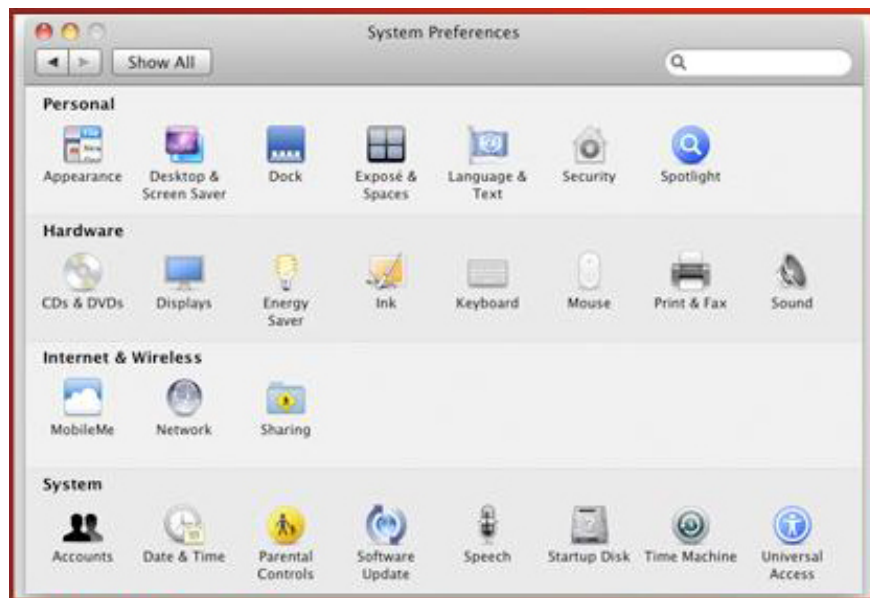 System Preferences
Show All
Personal
Appearance
Desktop &
Screen Saver
Dock
Exposé &
Spaces
Language &
Text
Security
Spotlight
Hardware
CDs & DVDs
Displays
Energy
Saver
Ink
Keyboard
Mouse
Print & Fax
Sound
Internet & Wireless
MobileMe
Network
Sharing
System
Accounts
Date & Time
Parental
Controls
Software
Update
Speech
Startup Disk
Time Machine
Universal
Access